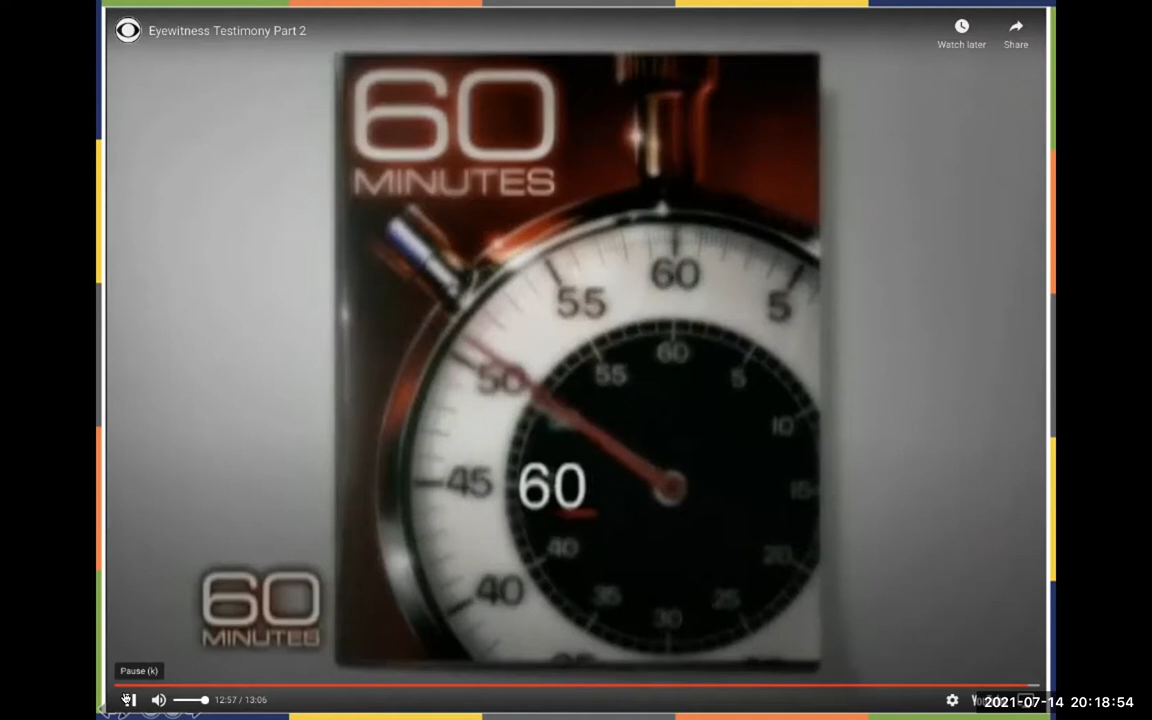 Eyewitness Testimony Part 2
Watch later
Share
60
MINUTES
60
55
5
50
60
55
5
10
45
60
15
40
20
40
35
25
30
60
MINUTES
Pause (k)
12:57 / 13:06
2021-07-14 20:18:54